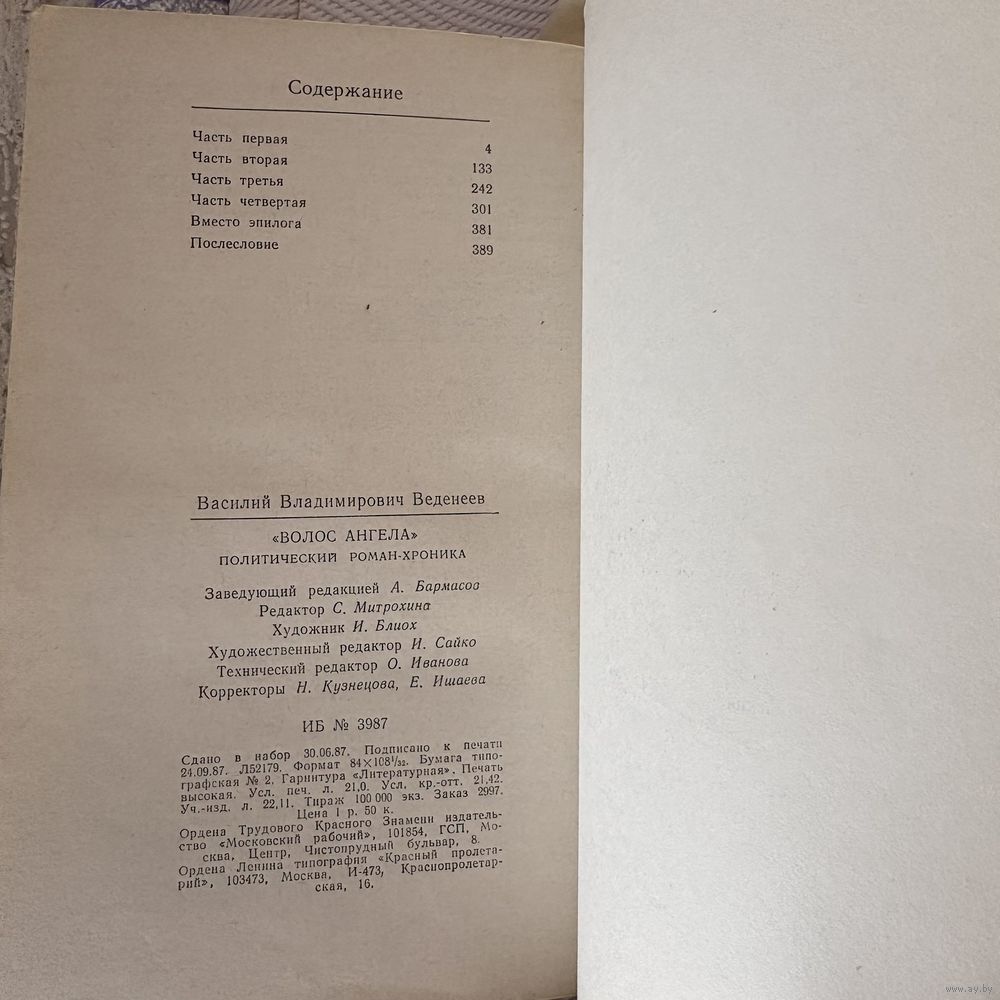 Содержание
Часть первая 4
Часть вторая 133
Часть третья 242
Часть четвертая 301
Вместо эпилога 381
Послесловие 389
Василий Владимирович Веденеев
«ВОЛОС АНГЕЛА»
ПОЛИТИЧЕСКИЙ РОМАН-ХРОНИКА
Заведующий редакцией А. Бармасов
Редактор С. Митрохина
Художник И. Блиох
Художественный редактор И. Сайко
Технический редактор О. Иванова
Корректоры Н. Кузнецова, Е. Ишаева
ИБ № 3987
Сдано в набор 30.06.87. Подписано к печати
24.09.87. Л52179. Формат 84×108¹/₃₂. Бумага типо-
графская № 2. Гарнитура «Литературная». Печать
высокая. Усл. печ. л. 21,0. Усл. кр.-отт. 21,42.
Уч.-изд. л. 22,11. Тираж 100 000 экз. Заказ 2997.
Цена 1 р. 50 к.
Ордена Трудового Красного Знамени издатель-
ство «Московский рабочий», 101854, ГСП, Мо-
сква, Центр, Чистопрудный бульвар, 8.
Ордена Ленина типография «Красный пролета-
рий», 103473, Москва, И-473, Краснопролетар-
ская, 16.
www.ay.by